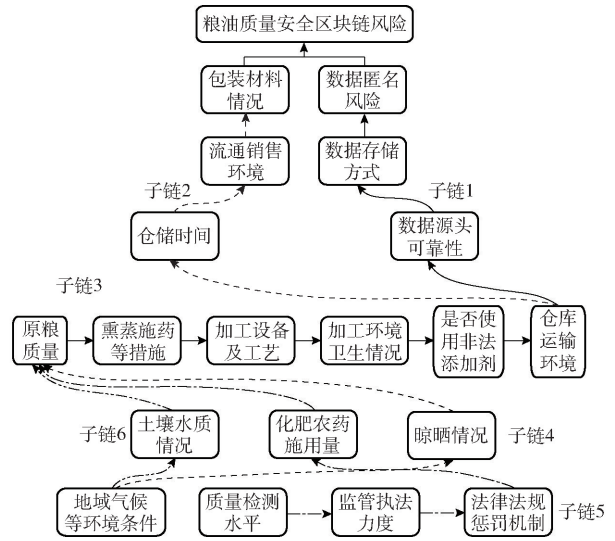 粮油质量安全区块链风险
包装材料
情况
数据匿名
风险
流通销售
环境
数据存储
方式
子链2
子链1
仓储时间
数据源头
可靠性
子链3
原粮
质量
熏蒸施药
等措施
加工设备
及工艺
加工环境
卫生情况
是否使
用非法
添加剂
仓库
运输
环境
子链6
土壤水质
情况
化肥农药
施用量
晾晒情况
子链4
地域气候
等环境条件
质量检测
水平
监管执法
力度
法律法规
惩罚机制
子链5